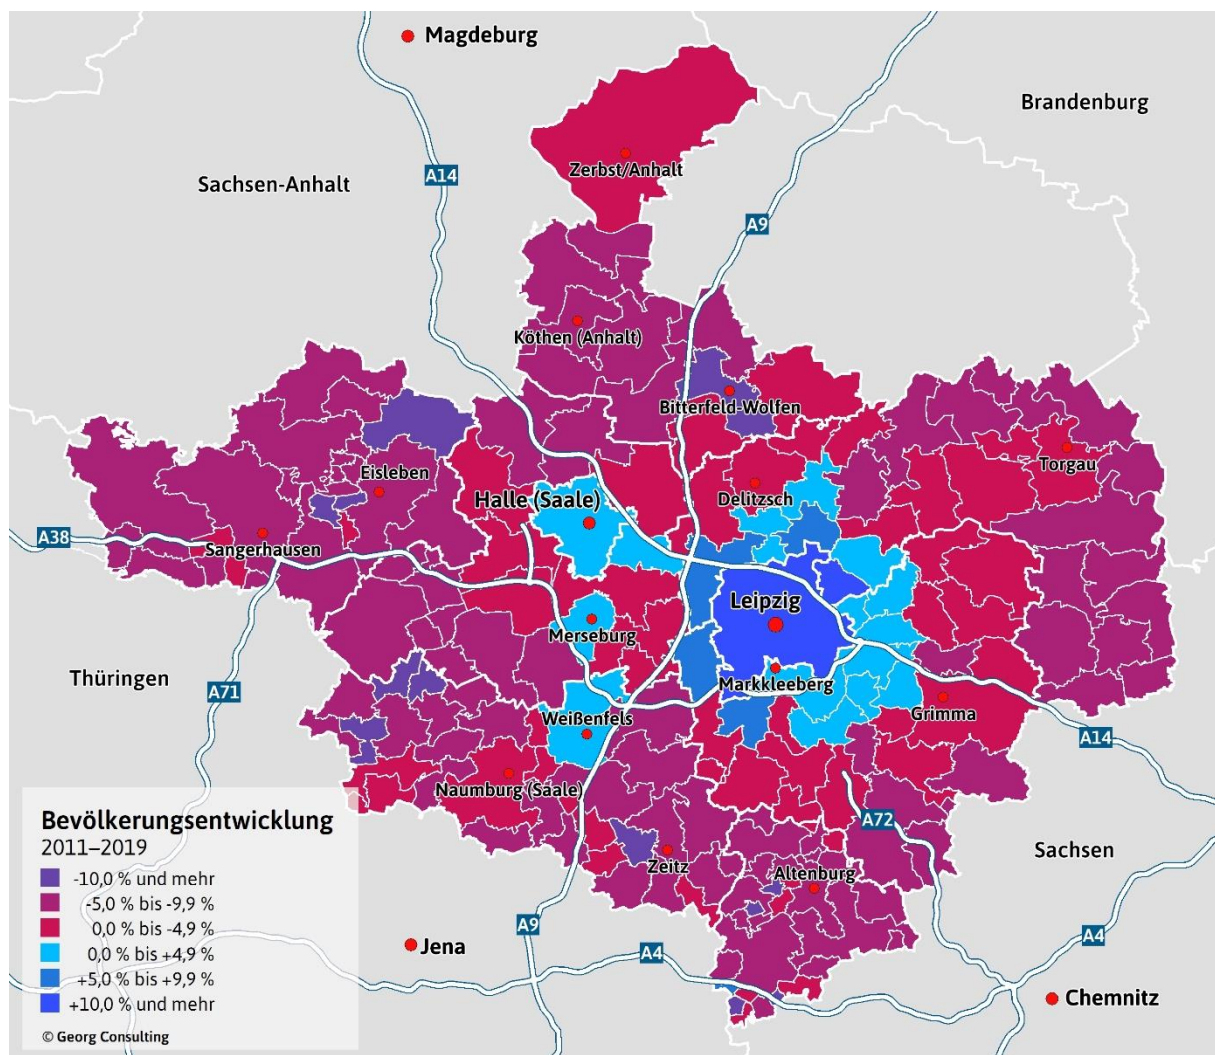 Magdeburg
Brandenburg
Sachsen-Anhalt
A14
Zerbst/Anhalt
A9
Köthen (Anhalt)
Bitterfeld-Wolfen
Eisleben
Torgau
Halle (Saale)
Delitzsch
A38
Sangerhausen
Leipzig
Merseburg
Thüringen
Markkleeberg
A71
Weißenfels
Grimma
A14
Naumburg (Saale)
A72
Sachsen
Zeitz
Altenburg
Bevölkerungsentwicklung
2011–2019
-10,0 % und mehr
-5,0 % bis -9,9 %
0,0 % bis -4,9 %
0,0 % bis +4,9 %
+5,0 % bis +9,9 %
+10,0 % und mehr
© Georg Consulting
Jena
A9
A4
A4
Chemnitz